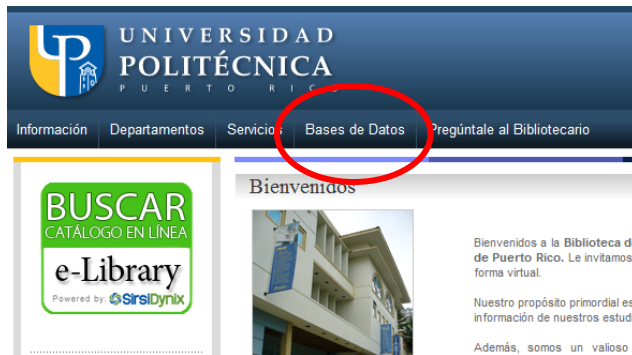 UNIVERSIDAD
POLITÉCNICA
PUERTO RICO
Información Departamentos Servicios Bases de Datos Pregúntale al Bibliotecario
BUSCAR
CATÁLOGO EN LÍNEA
e-Library
Powered by: SirsiDynix
Bienvenidos
Bienvenidos a la Biblioteca d
de Puerto Rico. Le invitamos
forma virtual.
Nuestro propósito primordial es
información de nuestros estud
Además, somos un valioso